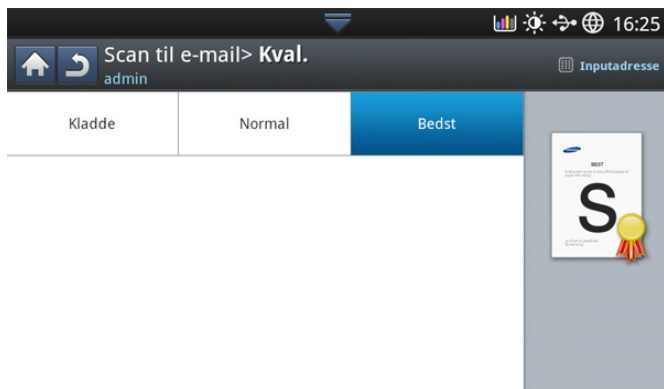 16:25
Scan til e-mail> Kval.
admin
Inputadresse
Kladde
Normal
Bedst
BEST
S